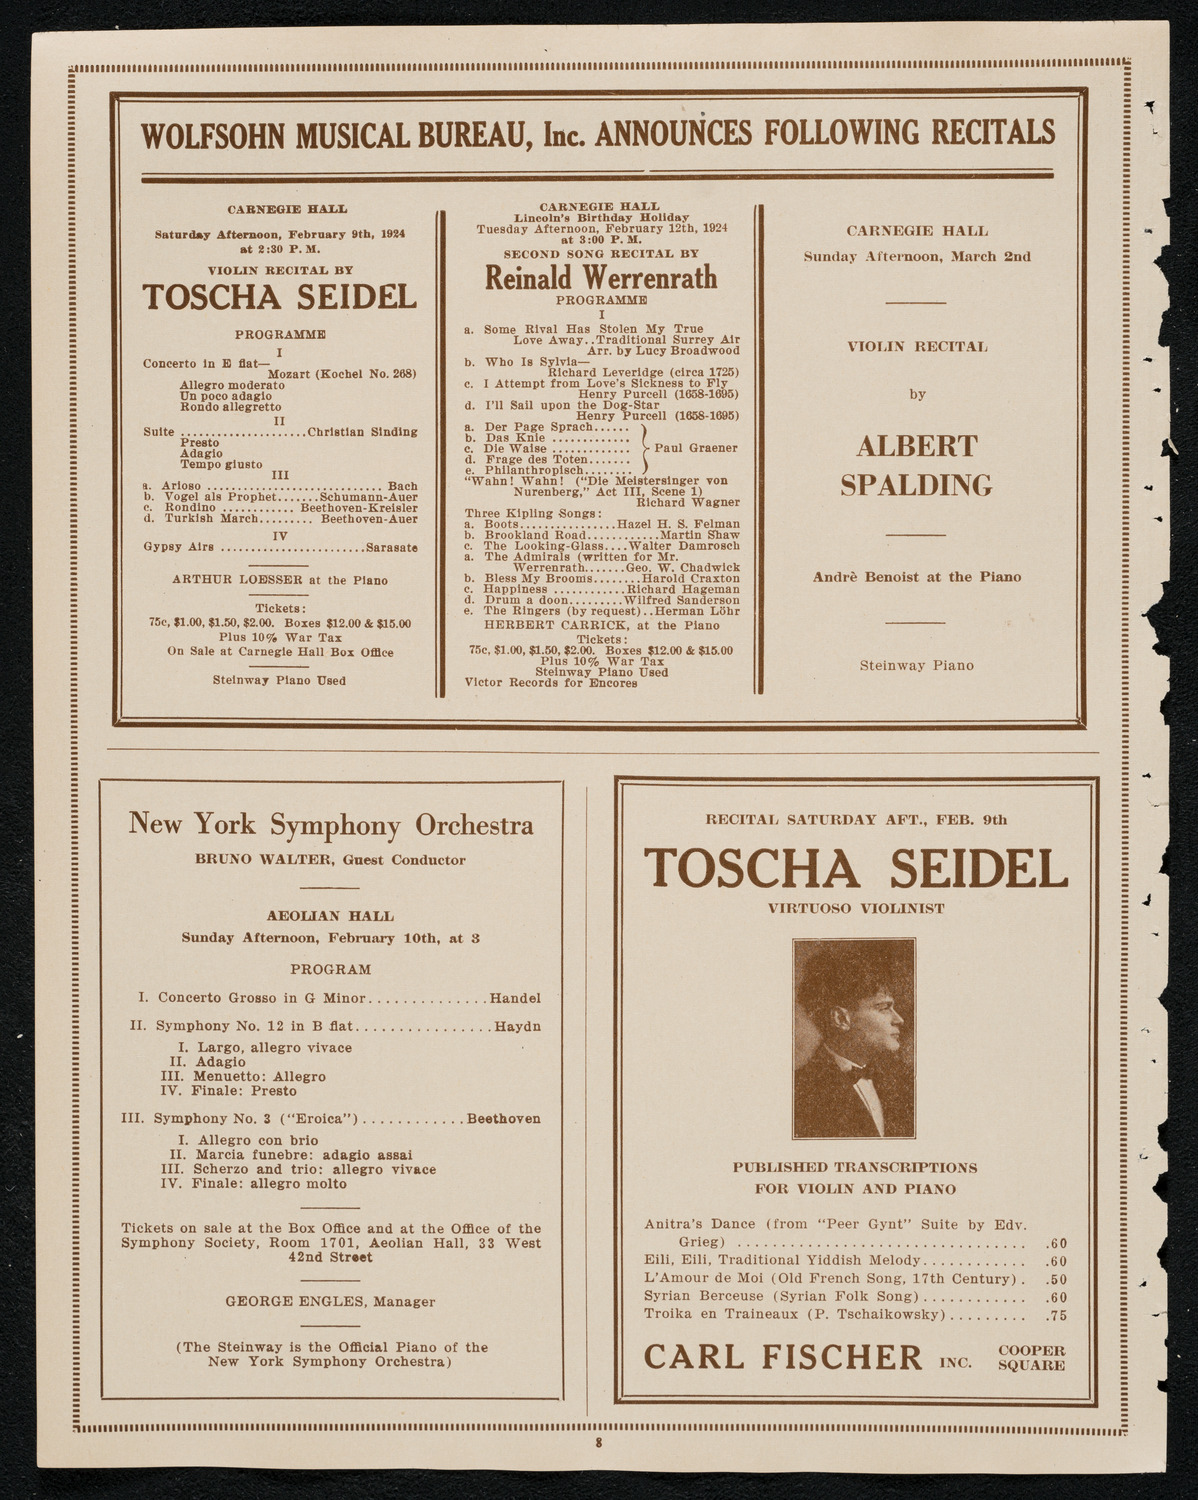 WOLFSOHN MUSICAL BUREAU, Inc. ANNOUNCES FOLLOWING RECITALS
CARNEGIE HALL
Saturday Afternoon, February 9th, 1924
at 2:30 P. M.
VIOLIN RECITAL BY
TOSCHA SEIDEL
PROGRAMME
I
Concerto in E flat—
Mozart (Kochel No. 268)
Allegro moderato
Un poco adagio
Rondo allegretto
II
Suite ....................Christian Sinding
Presto
Adagio
Tempo giusto
III
a. Arioso ............................ Bach
b. Vogel als Prophet.......Schumann-Auer
c. Rondino ............ Beethoven-Kreisler
d. Turkish March......... Beethoven-Auer
IV
Gypsy Airs .......................Sarasate
ARTHUR LOESSER at the Piano
Tickets:
75c, $1.00, $1.50, $2.00. Boxes $12.00 & $15.00
Plus 10% War Tax
On Sale at Carnegie Hall Box Office
Steinway Piano Used
CARNEGIE HALL
Lincoln's Birthday Holiday
Tuesday Afternoon, February 12th, 1924
at 3:00 P. M.
SECOND SONG RECITAL BY
Reinald Werrenrath
PROGRAMME
I
a. Some Rival Has Stolen My True
Love Away..Traditional Surrey Air
Arr. by Lucy Broadwood
b. Who Is Sylvia—
Richard Leveridge (circa 1725)
c. I Attempt from Love's Sickness to Fly
Henry Purcell (1658-1695)
d. I'll Sail upon the Dog-Star
Henry Purcell (1658-1695)
a. Der Page Sprach......
b. Das Knie ............
c. Die Waise ............ Paul Graener
d. Frage des Toten.......
e. Philanthropisch........
"Wahn! Wahn! ("Die Meistersinger von
Nurenberg," Act III, Scene 1)
Richard Wagner
Three Kipling Songs:
a. Boots...............Hazel H. S. Felman
b. Brookland Road...........Martin Shaw
c. The Looking-Glass....Walter Damrosch
a. The Admirals (written for Mr.
Werrenrath.......Geo. W. Chadwick
b. Bless My Brooms........Harold Craxton
c. Happiness ............Richard Hageman
d. Drum a doon.........Wilfred Sanderson
e. The Ringers (by request)..Herman Löhr
HERBERT CARRICK, at the Piano
Tickets:
75c, $1.00, $1.50, $2.00. Boxes $12.00 & $15.00
Plus 10% War Tax
Steinway Piano Used
Victor Records for Encores
CARNEGIE HALL
Sunday Afternoon, March 2nd
VIOLIN RECITAL
by
ALBERT
SPALDING
Andrè Benoist at the Piano
Steinway Piano
New York Symphony Orchestra
BRUNO WALTER, Guest Conductor
AEOLIAN HALL
Sunday Afternoon, February 10th, at 3
PROGRAM
I. Concerto Grosso in G Minor..............Handel
II. Symphony No. 12 in B flat................Haydn
I. Largo, allegro vivace
II. Adagio
III. Menuetto: Allegro
IV. Finale: Presto
III. Symphony No. 3 ("Eroica")............Beethoven
I. Allegro con brio
II. Marcia funebre: adagio assai
III. Scherzo and trio: allegro vivace
IV. Finale: allegro molto
Tickets on sale at the Box Office and at the Office of the
Symphony Society, Room 1701, Aeolian Hall, 33 West
42nd Street
GEORGE ENGLES, Manager
(The Steinway is the Official Piano of the
New York Symphony Orchestra)
RECITAL SATURDAY AFT., FEB. 9th
TOSCHA SEIDEL
VIRTUOSO VIOLINIST
PUBLISHED TRANSCRIPTIONS
FOR VIOLIN AND PIANO
Anitra's Dance (from "Peer Gynt" Suite by Edv.
Grieg) .............................. .60
Eili, Eili, Traditional Yiddish Melody............ .60
L'Amour de Moi (Old French Song, 17th Century). .50
Syrian Berceuse (Syrian Folk Song)............ .60
Troika en Traineaux (P. Tschaikowsky)......... .75
CARL FISCHER INC. COOPER
SQUARE
8